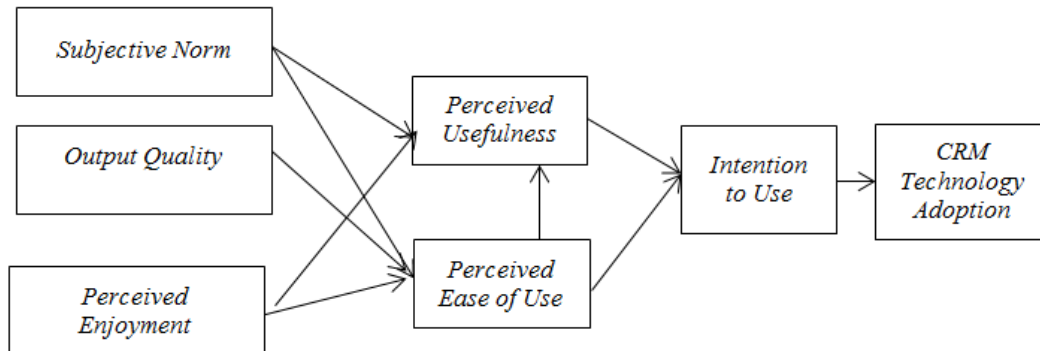 Subjective Norm
Output Quality
Perceived
Enjoyment
Perceived
Usefulness
Perceived
Ease of Use
Intention
to Use
CRM
Technology
Adoption